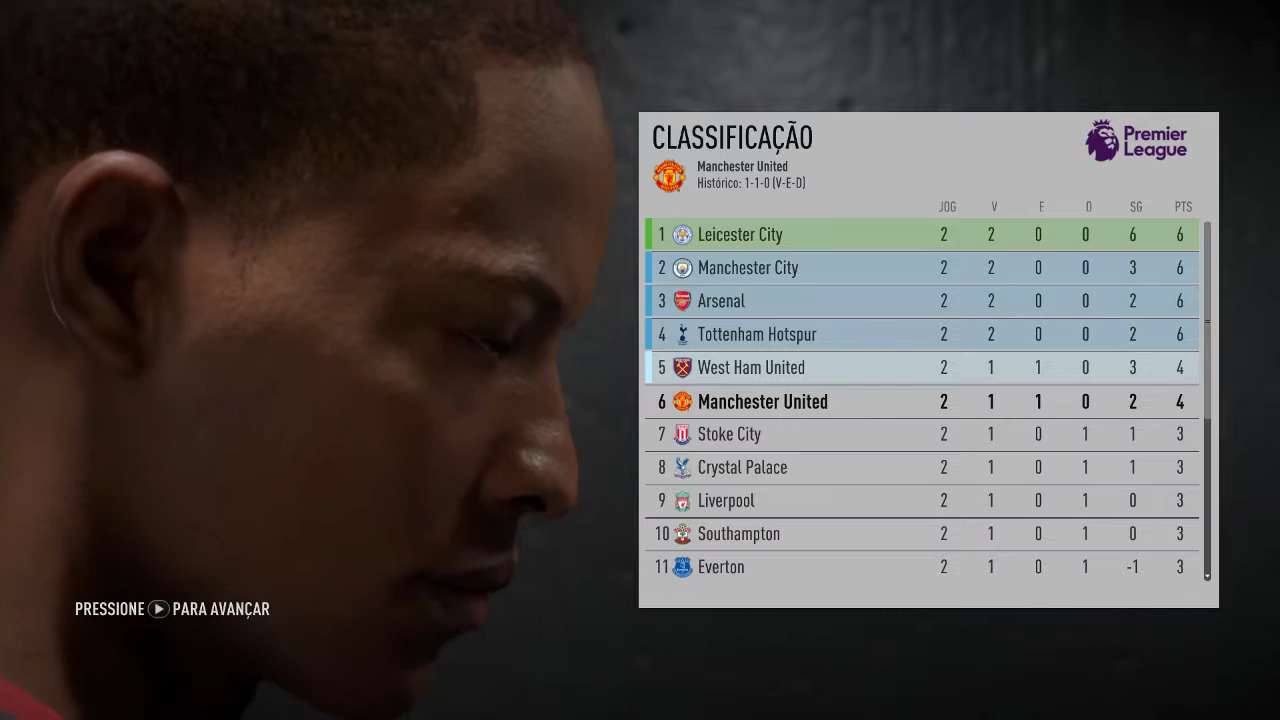 CLASSIFICAÇÃO
Premier League
Manchester United
Histórico: 1-1-0 (V-E-D)
JOG V E D SG PTS
1 Leicester City 2 2 0 0 6 6
2 Manchester City 2 2 0 0 3 6
3 Arsenal 2 2 0 0 2 6
4 Tottenham Hotspur 2 2 0 0 2 6
5 West Ham United 2 1 1 0 3 4
6 Manchester United 2 1 1 0 2 4
7 Stoke City 2 1 0 1 1 3
8 Crystal Palace 2 1 0 1 1 3
9 Liverpool 2 1 0 1 0 3
10 Southampton 2 1 0 1 0 3
11 Everton 2 1 0 1 -1 3
PRESSIONE PARA AVANÇAR